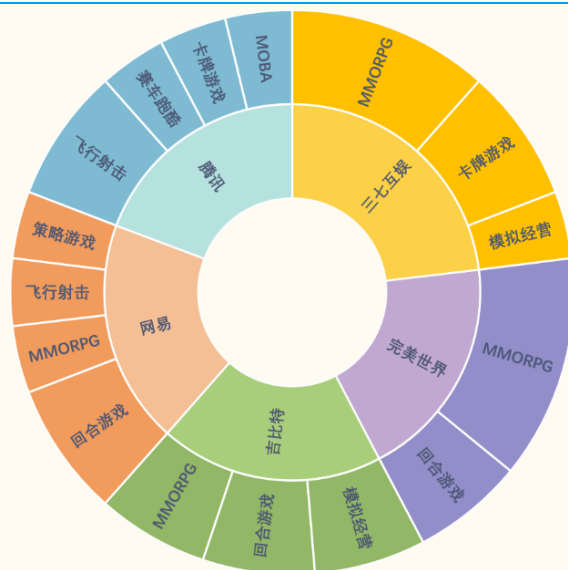 MMORPG
卡牌游戏
模拟经营
三七互娱
MMORPG
回合游戏
完美世界
模拟经营
回合游戏
MMORPG
吉比特
回合游戏
MMORPG
飞行射击
策略游戏
网易
飞行射击
赛车跑酷
卡牌游戏
MOBA
腾讯